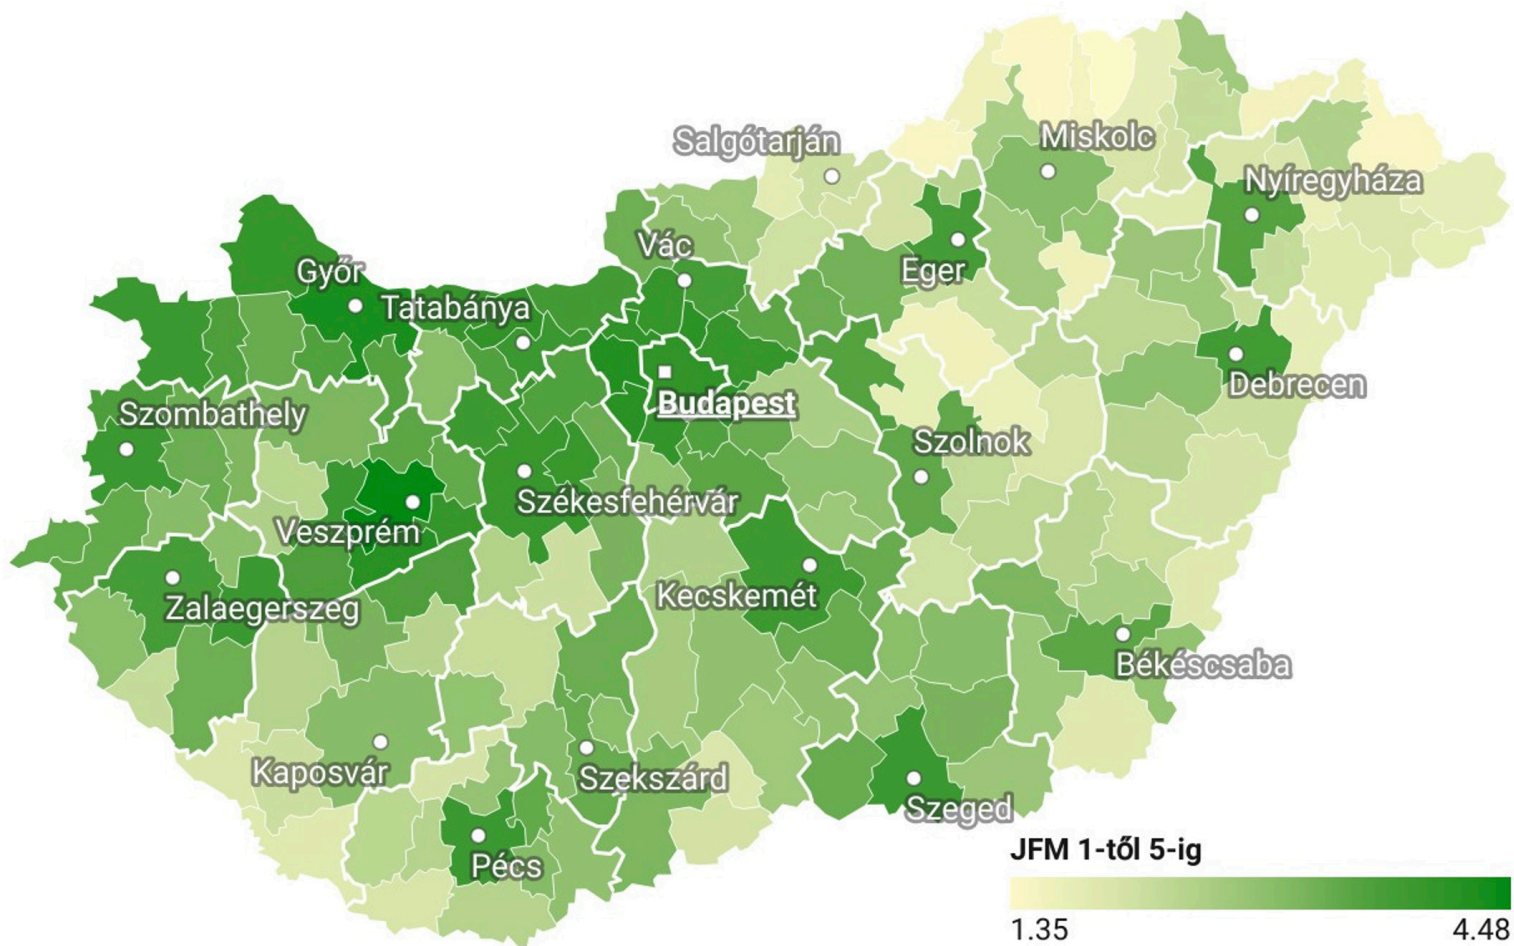 Salgótarján
Miskolc
Nyíregyháza
Vác
Eger
Győr
Tatabánya
Debrecen
Budapest
Szombathely
Szolnok
Székesfehérvár
Veszprém
Kecskemét
Zalaegerszeg
Békéscsaba
Kaposvár
Szekszárd
Szeged
Pécs
JFM 1-től 5-ig
1.35 4.48